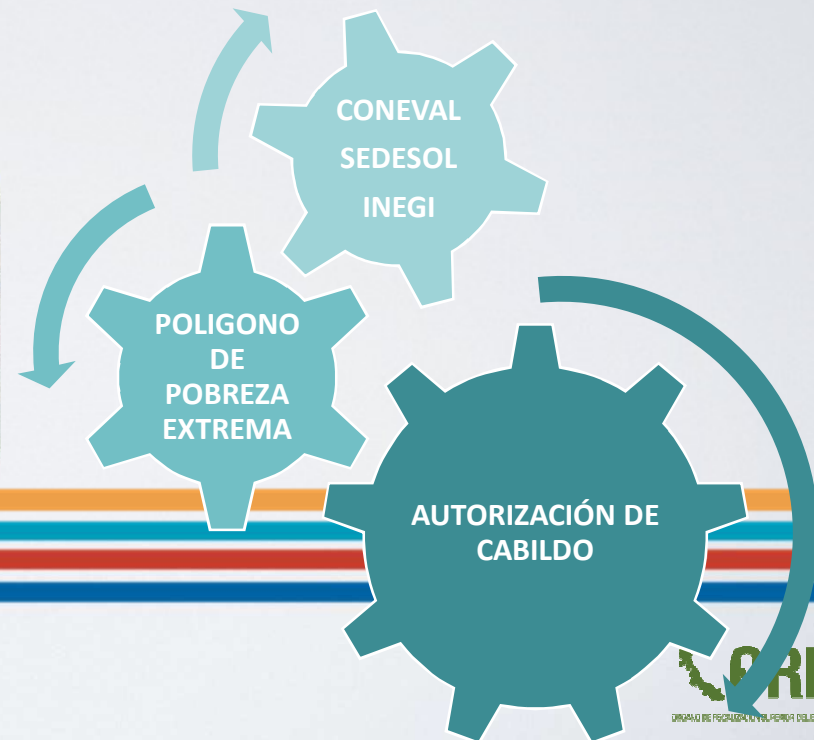 CONEVAL
SEDESOL
INEGI
POLIGONO
DE
POBREZA
EXTREMA
AUTORIZACIÓN DE
CABILDO